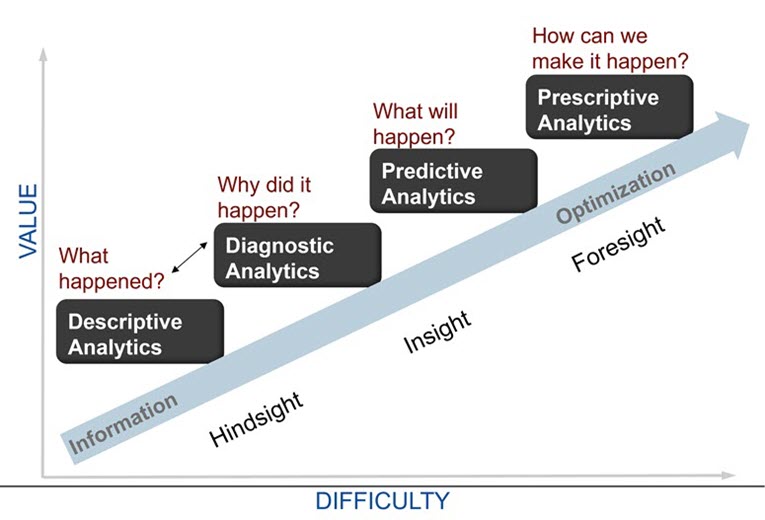 How can we
make it happen?
Prescriptive
Analytics
What will
happen?
Predictive
Analytics
Why did it
happen?
Diagnostic
Analytics
What
happened?
Descriptive
Analytics
Information
Optimization
Hindsight
Insight
Foresight
VALUE
DIFFICULTY